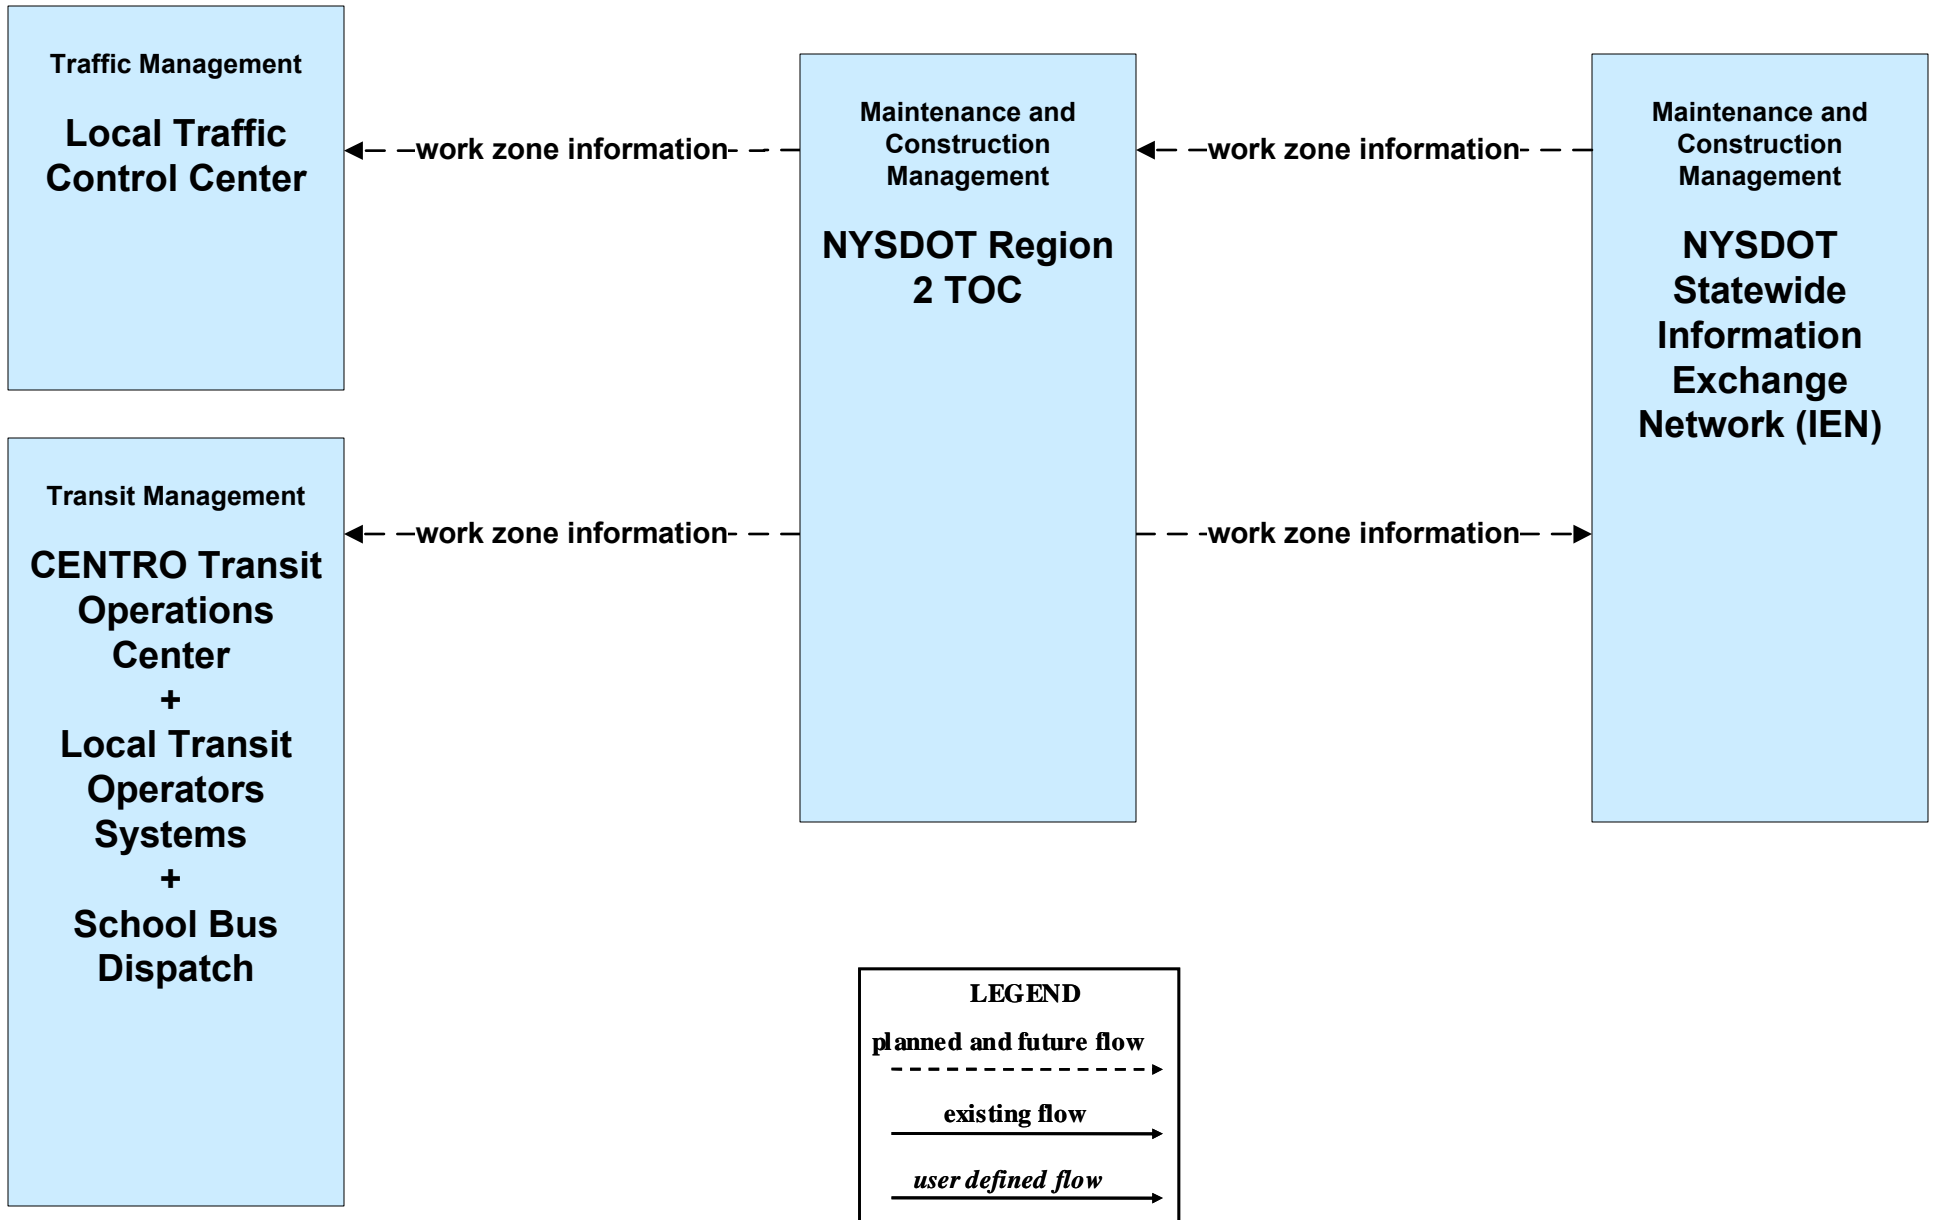 Traffic Management
Local Traffic
Control Center
work zone information
Maintenance and
Construction
Management
NYSDOT Region
2 TOC
work zone information
Maintenance and
Construction
Management
NYSDOT
Statewide
Information
Exchange
Network (IEN)
Transit Management
CENTRO Transit
Operations
Center
+
Local Transit
Operators
Systems
+
School Bus
Dispatch
work zone information
work zone information
LEGEND
planned and future flow
existing flow
user defined flow